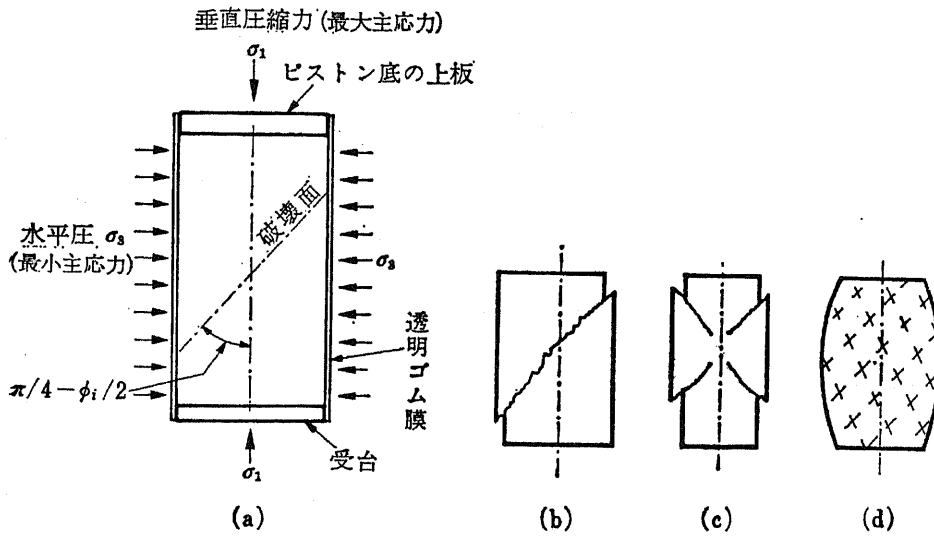 垂直圧縮力(最大主応力)
σ₁
ピストン底の上板
破壊面
水平圧 σ₃
(最小主応力)
σ₃
透明ゴム膜
π/4−φᵢ/2
受台
σ₁
(a)
(b)
(c)
(d)